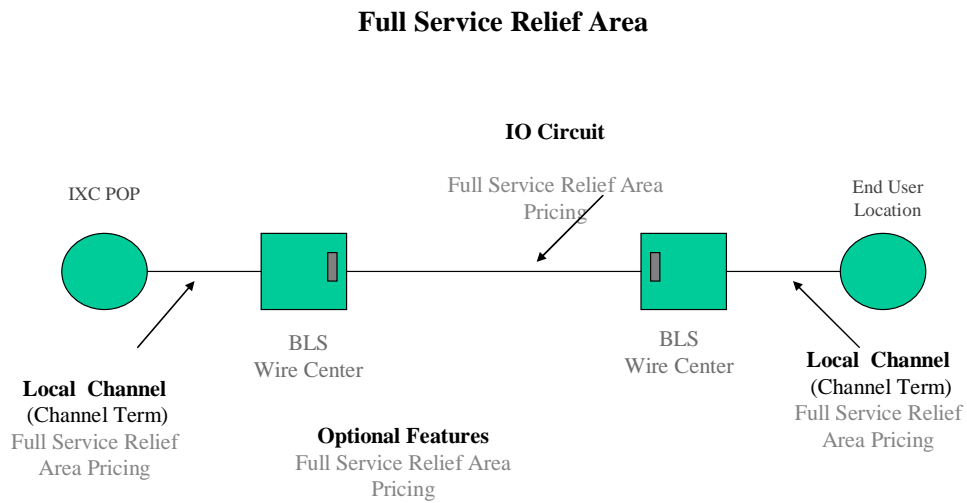 Full Service Relief Area
IO Circuit
Full Service Relief Area
Pricing
IXC POP
End User
Location
BLS
Wire Center
BLS
Wire Center
Local Channel
(Channel Term)
Full Service Relief
Area Pricing
Local Channel
(Channel Term)
Full Service Relief
Area Pricing
Optional Features
Full Service Relief Area
Pricing